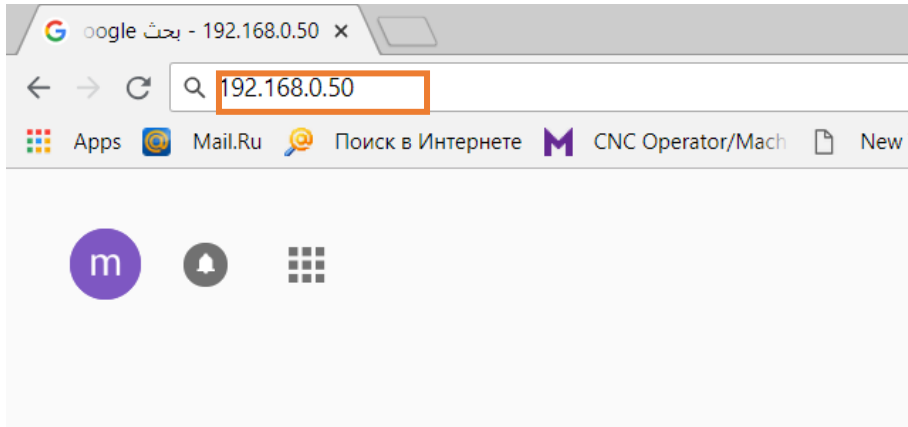 192.168.0.50 - بحث oogle
192.168.0.50
Apps Mail.Ru Поиск в Интернете CNC Operator/Mach New
m